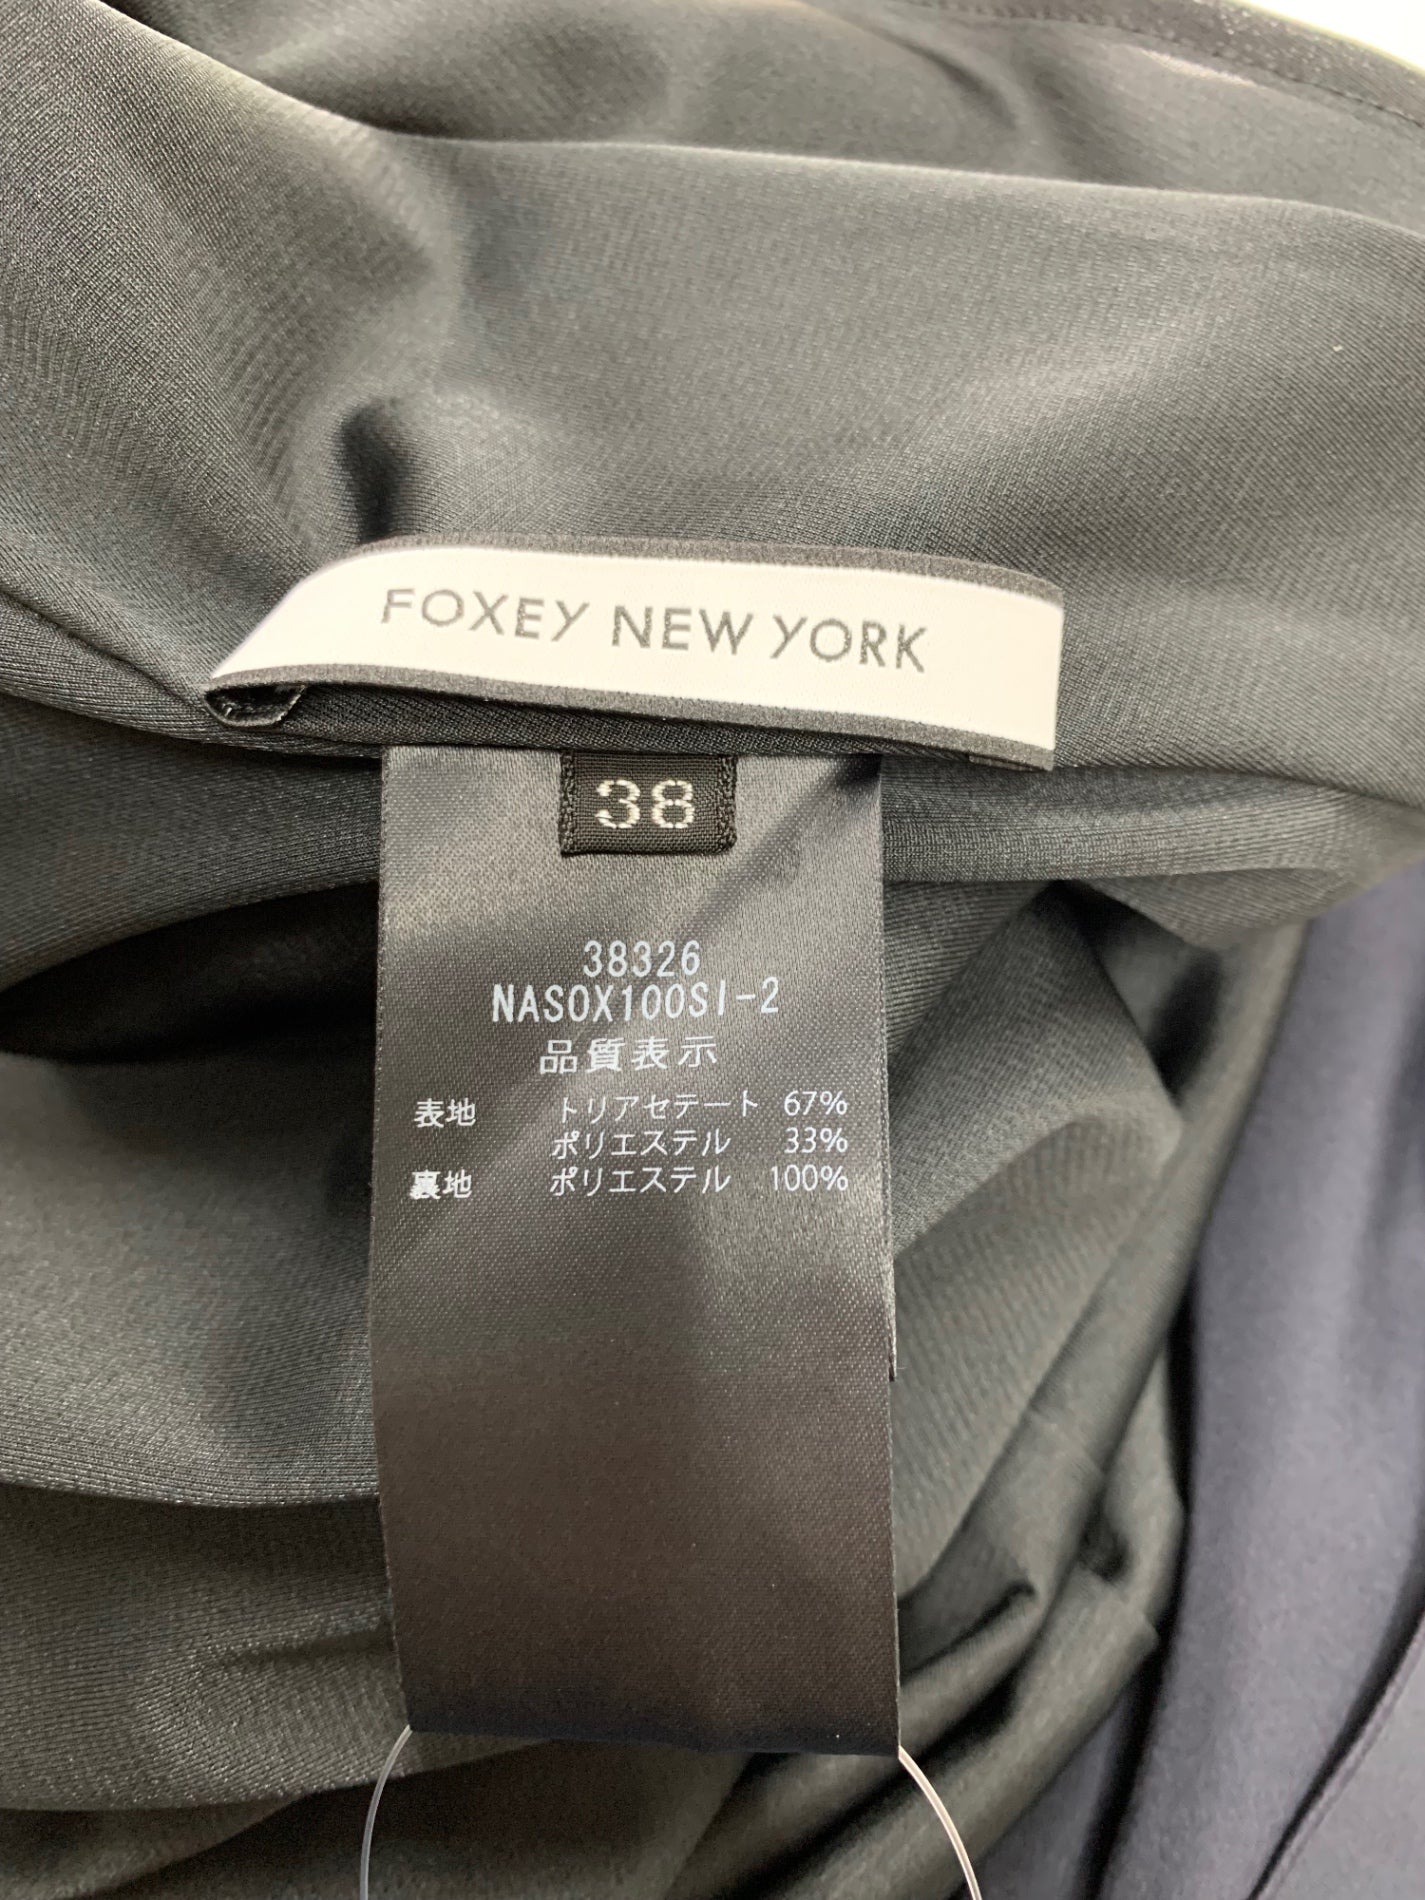 FOXEY NEW YORK
38
38326
NASOX100SI-2
品質表示
表地 トリアセテート 67%
ポリエステル 33%
裏地 ポリエステル 100%